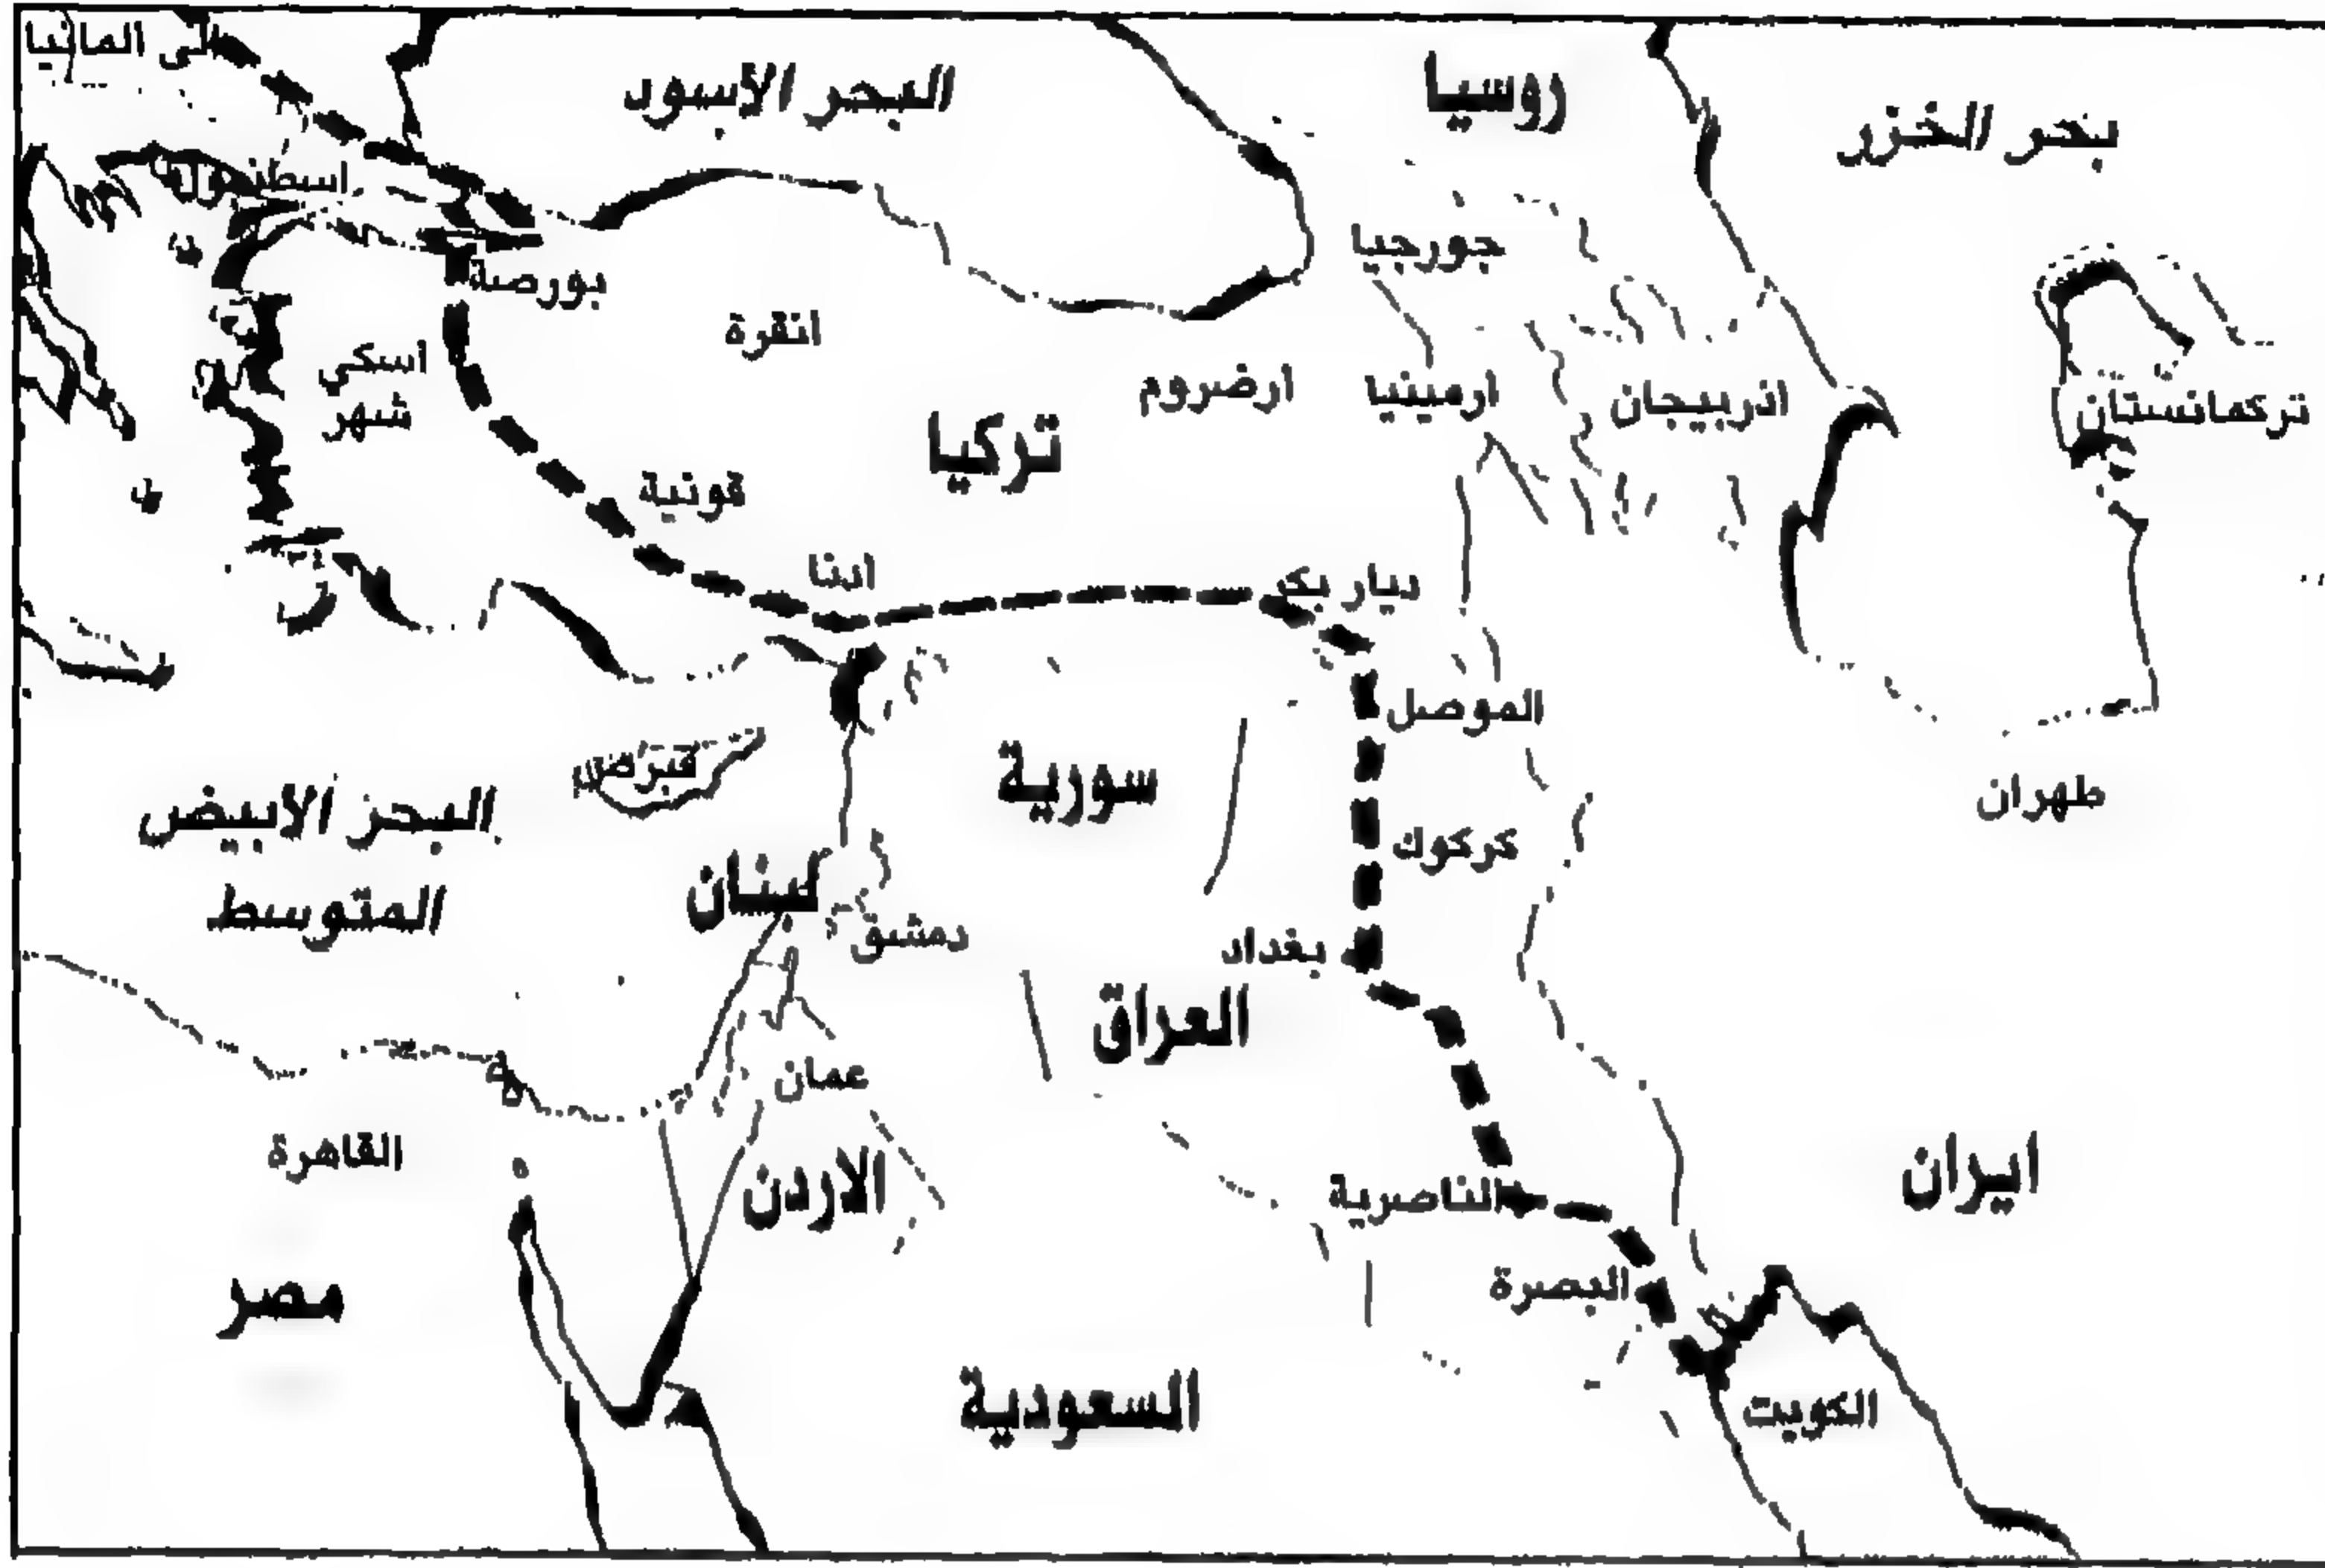 الى المانيا
البحر الأسود
روسيا
بحر الخزر
اسطنبول
جورجيا
بورصة
انقرة
اسكي
شهر
ارضروم
ارمينيا
اذربيجان
تركمانستان
تركيا
قونية
ادنا
ديار بكر
الموصل
قبرص
سورية
طهران
البحر الأبيض
المتوسط
كركوك
لبنان
دمشق
بغداد
العراق
عمان
القاهرة
الاردن
الناصرية
ايران
البصرة
مصر
السعودية
الكويت